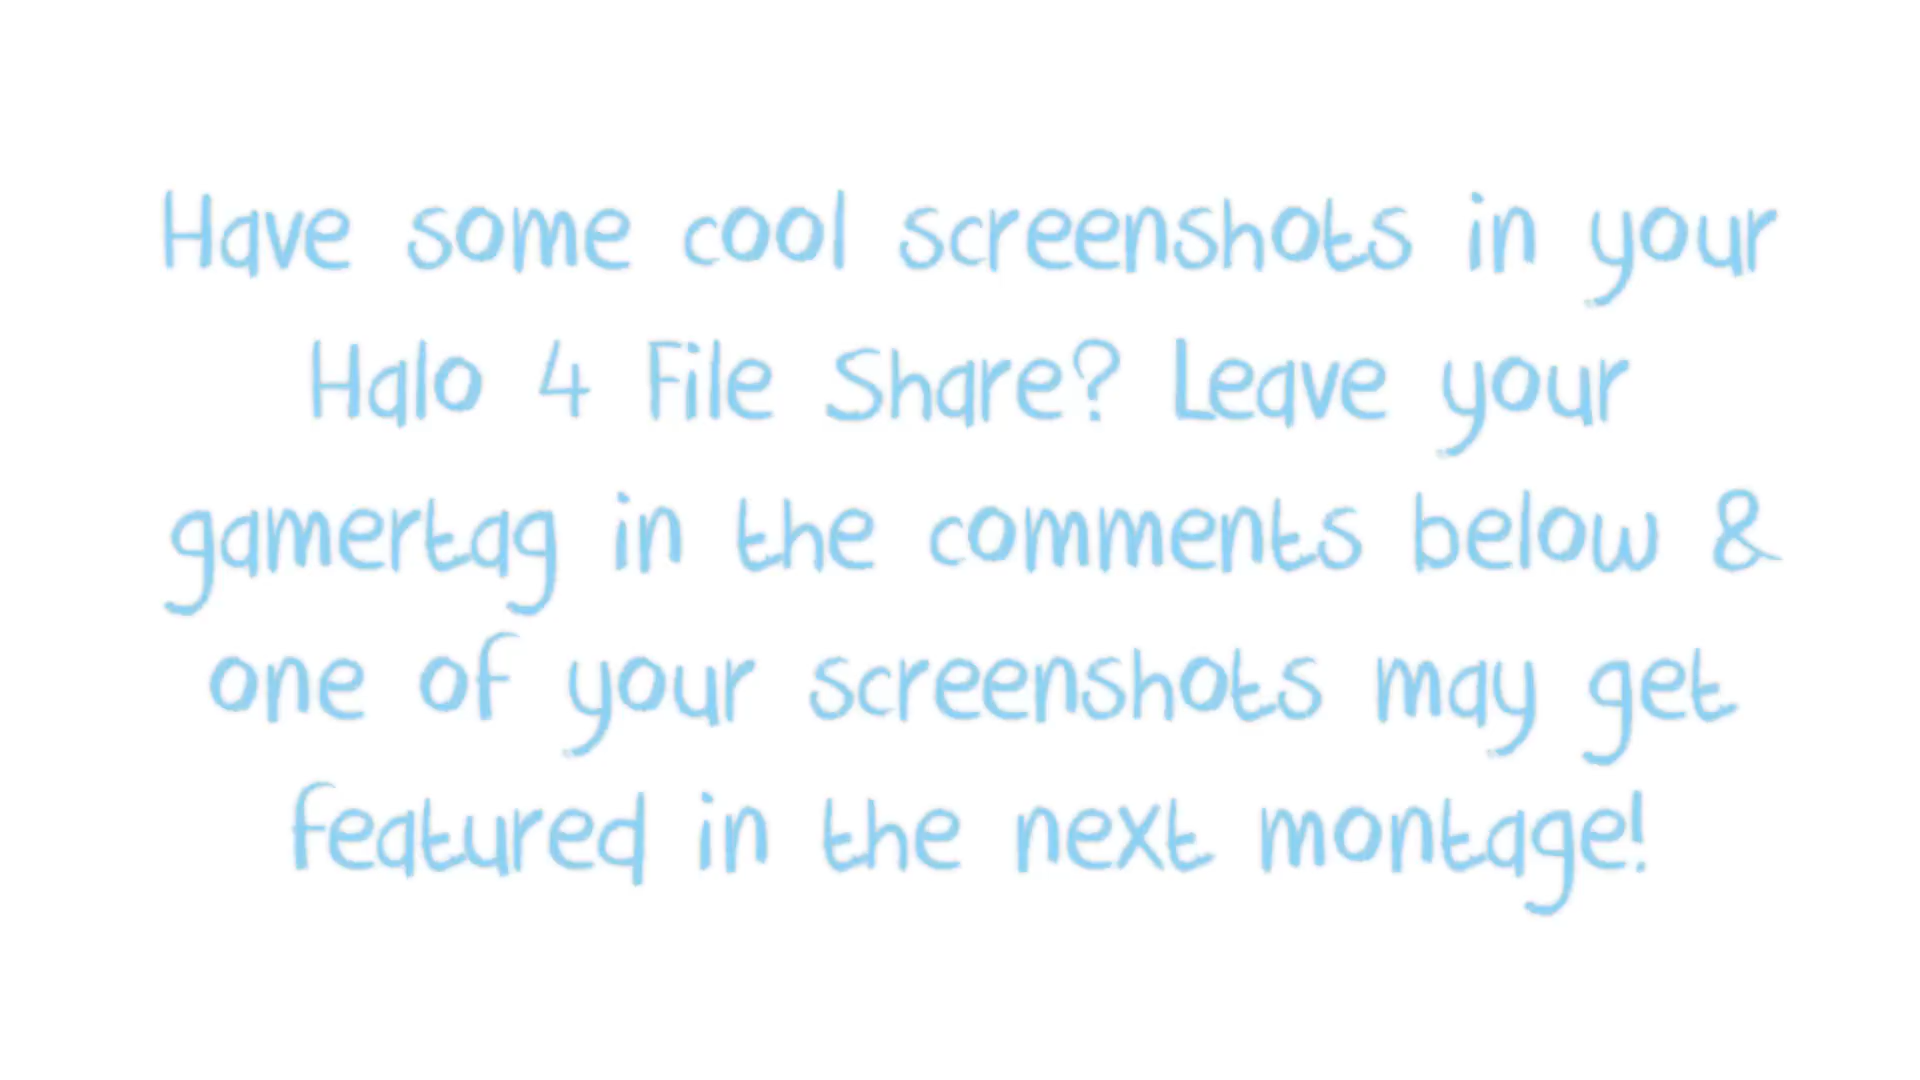 Have some cool screenshots in your
Halo 4 File Share? Leave your
gamertag in the comments below &
one of your screenshots may get
featured in the next montage!